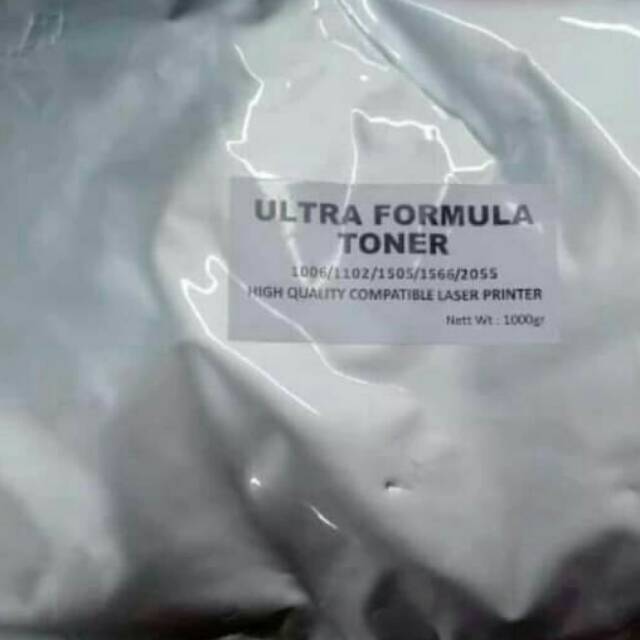 ULTRA FORMULA
TONER
1006/1102/1505/1566/2055
HIGH QUALITY COMPATIBLE LASER PRINTER
Nett Wt : 1000gr